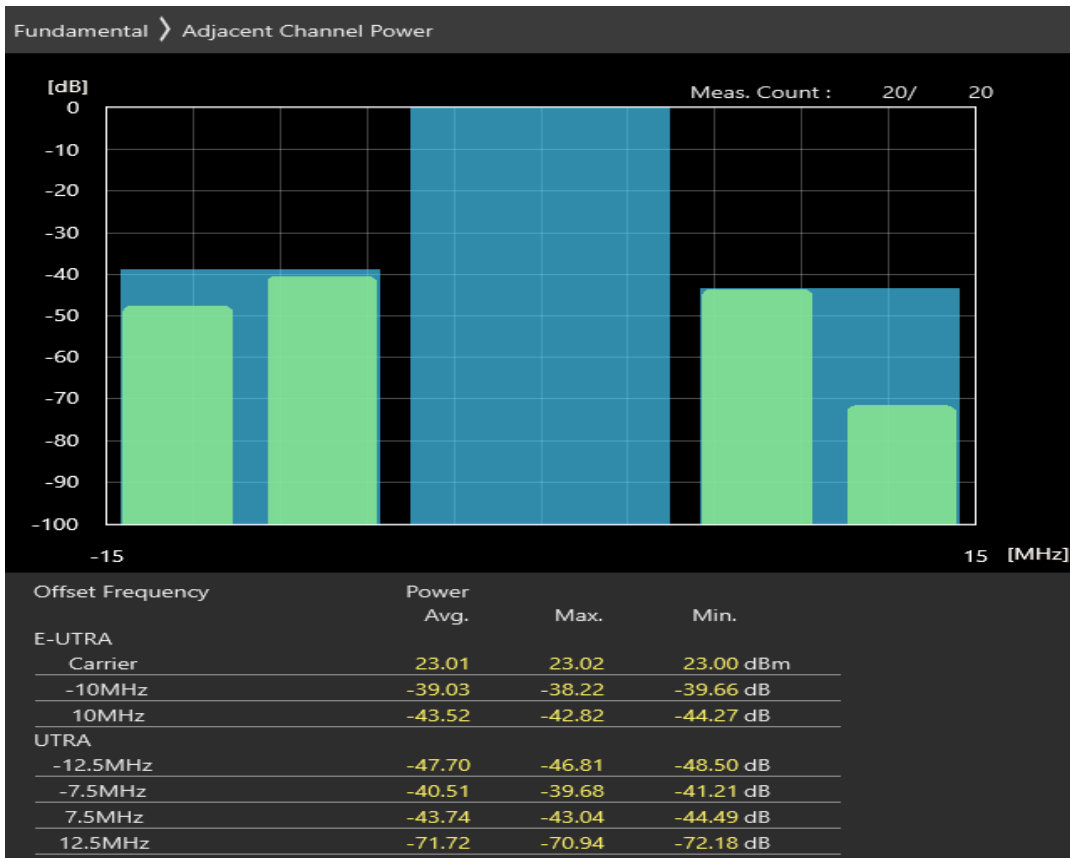 Fundamental 〉 Adjacent Channel Power
[dB]
Meas. Count : 20/ 20
0
-10
-20
-30
-40
-50
-60
-70
-80
-90
-100
-15 15 [MHz]
Offset Frequency Power
Avg. Max. Min.
E-UTRA
Carrier 23.01 23.02 23.00 dBm
-10MHz -39.03 -38.22 -39.66 dB
10MHz -43.52 -42.82 -44.27 dB
UTRA
-12.5MHz -47.70 -46.81 -48.50 dB
-7.5MHz -40.51 -39.68 -41.21 dB
7.5MHz -43.74 -43.04 -44.49 dB
12.5MHz -71.72 -70.94 -72.18 dB